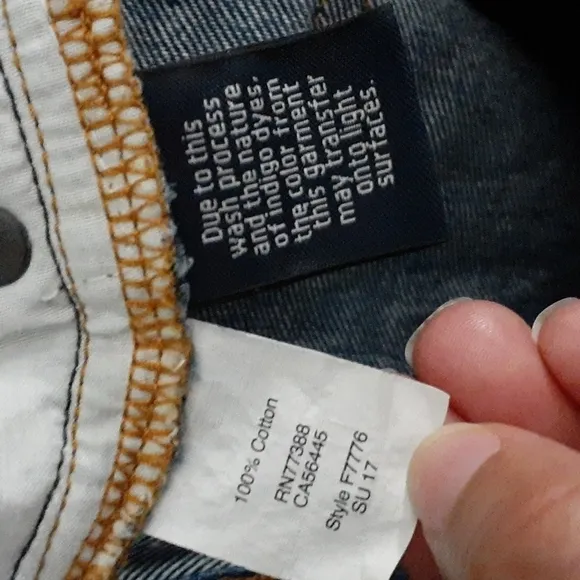 Due to this
wash process
and the nature
of indigo dyes,
the color from
this garment
may transfer
onto light
surfaces.
100% Cotton
RN77388
CA56445
Style F7776
SU 17